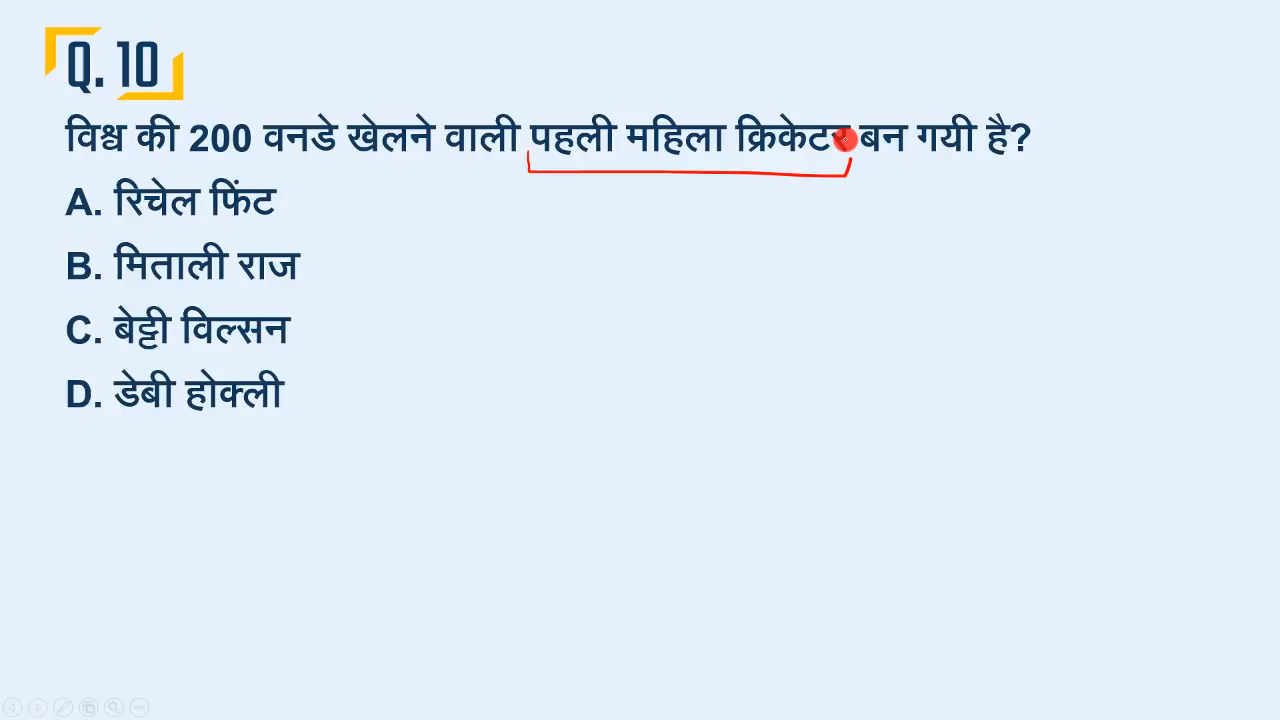 Q. 10
विश्व की 200 वनडे खेलने वाली पहली महिला क्रिकेटर बन गयी है?
A. रिचेल फिंट
B. मिताली राज
C. बेट्टी विल्सन
D. डेबी होक्ली